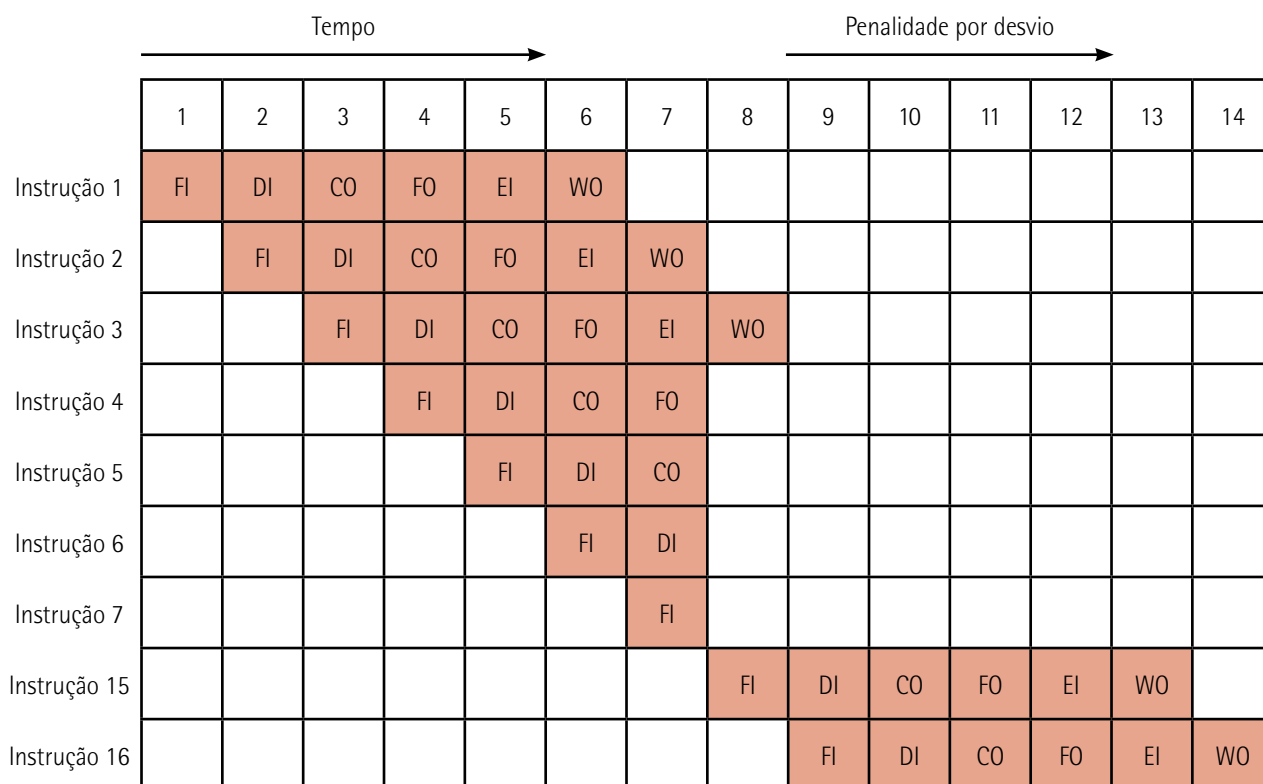 Tempo Penalidade por desvio
1 2 3 4 5 6 7 8 9 10 11 12 13 14
Instrução 1 FI DI CO FO EI WO
Instrução 2 FI DI CO FO EI WO
Instrução 3 FI DI CO FO EI WO
Instrução 4 FI DI CO FO
Instrução 5 FI DI CO
Instrução 6 FI DI
Instrução 7 FI
Instrução 15 FI DI CO FO EI WO
Instrução 16 FI DI CO FO EI WO